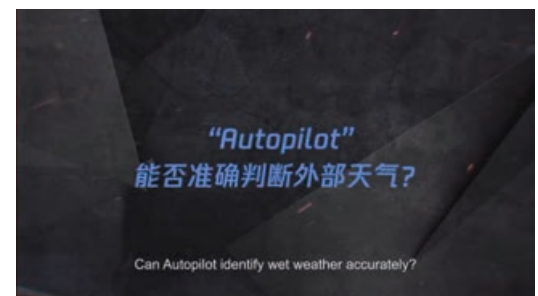 “Autopilot”
能否准确判断外部天气?
Can Autopilot identify wet weather accurately?